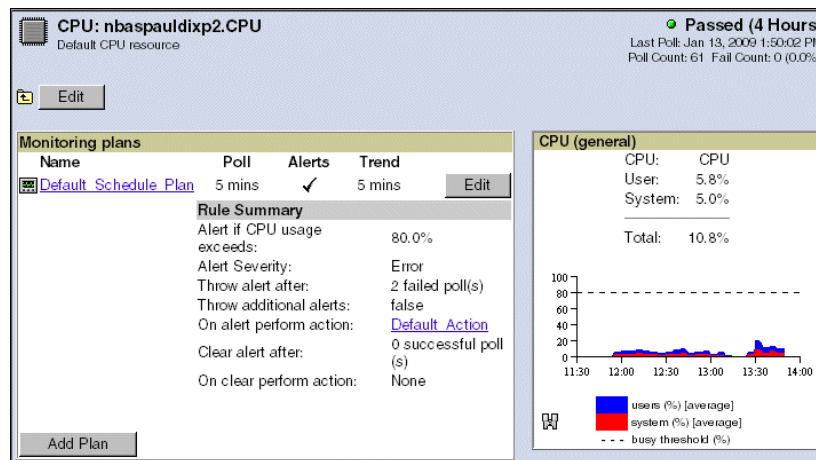 CPU: nbaspauldixp2.CPU
Default CPU resource
Passed (4 Hours
Last Poll: Jan 13, 2009 1:50:02 PM
Poll Count: 61 Fail Count: 0 (0.0%
Edit
Monitoring plans
Name Poll Alerts Trend
Default Schedule Plan 5 mins 5 mins Edit
Rule Summary
Alert if CPU usage
exceeds: 80.0%
Alert Severity: Error
Throw alert after: 2 failed poll(s)
Throw additional alerts: false
On alert perform action: Default Action
Clear alert after: 0 successful poll
(s)
On clear perform action: None
Add Plan
CPU (general)
CPU: CPU
User: 5.8%
System: 5.0%
Total: 10.8%
100
80
60
40
20
0
11:30 12:00 12:30 13:00 13:30 14:00
users (%) [average]
system (%) [average]
busy threshold (%)